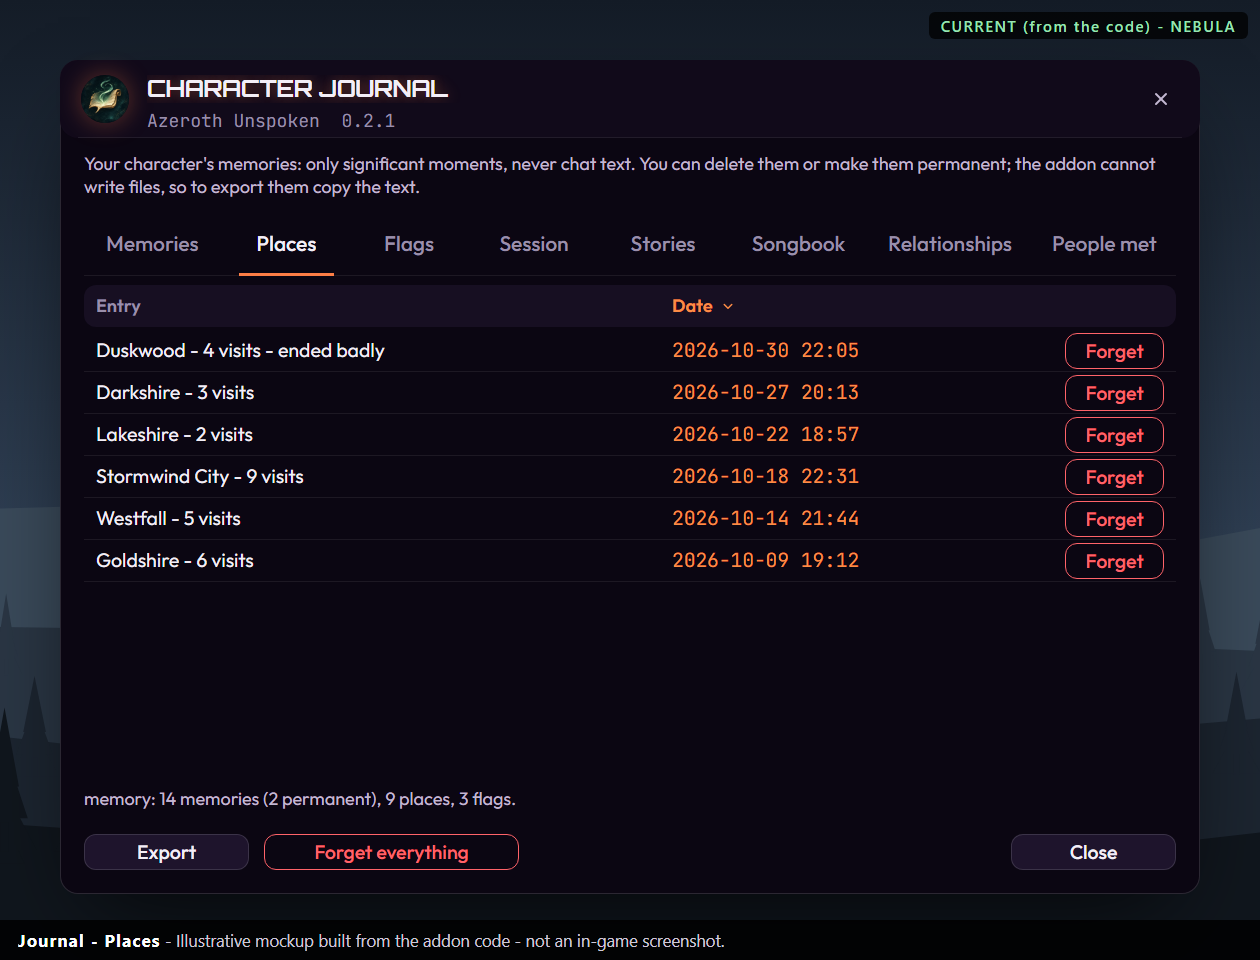 CURRENT (from the code) - NEBULA
CHARACTER JOURNAL
Azeroth Unspoken 0.2.1
Your character's memories: only significant moments, never chat text. You can delete them or make them permanent; the addon cannot
write files, so to export them copy the text.
Memories Places Flags Session Stories Songbook Relationships People met
Entry Date
Duskwood - 4 visits - ended badly 2026-10-30 22:05 Forget
Darkshire - 3 visits 2026-10-27 20:13 Forget
Lakeshire - 2 visits 2026-10-22 18:57 Forget
Stormwind City - 9 visits 2026-10-18 22:31 Forget
Westfall - 5 visits 2026-10-14 21:44 Forget
Goldshire - 6 visits 2026-10-09 19:12 Forget
memory: 14 memories (2 permanent), 9 places, 3 flags.
Export Forget everything Close
Journal - Places - Illustrative mockup built from the addon code - not an in-game screenshot.